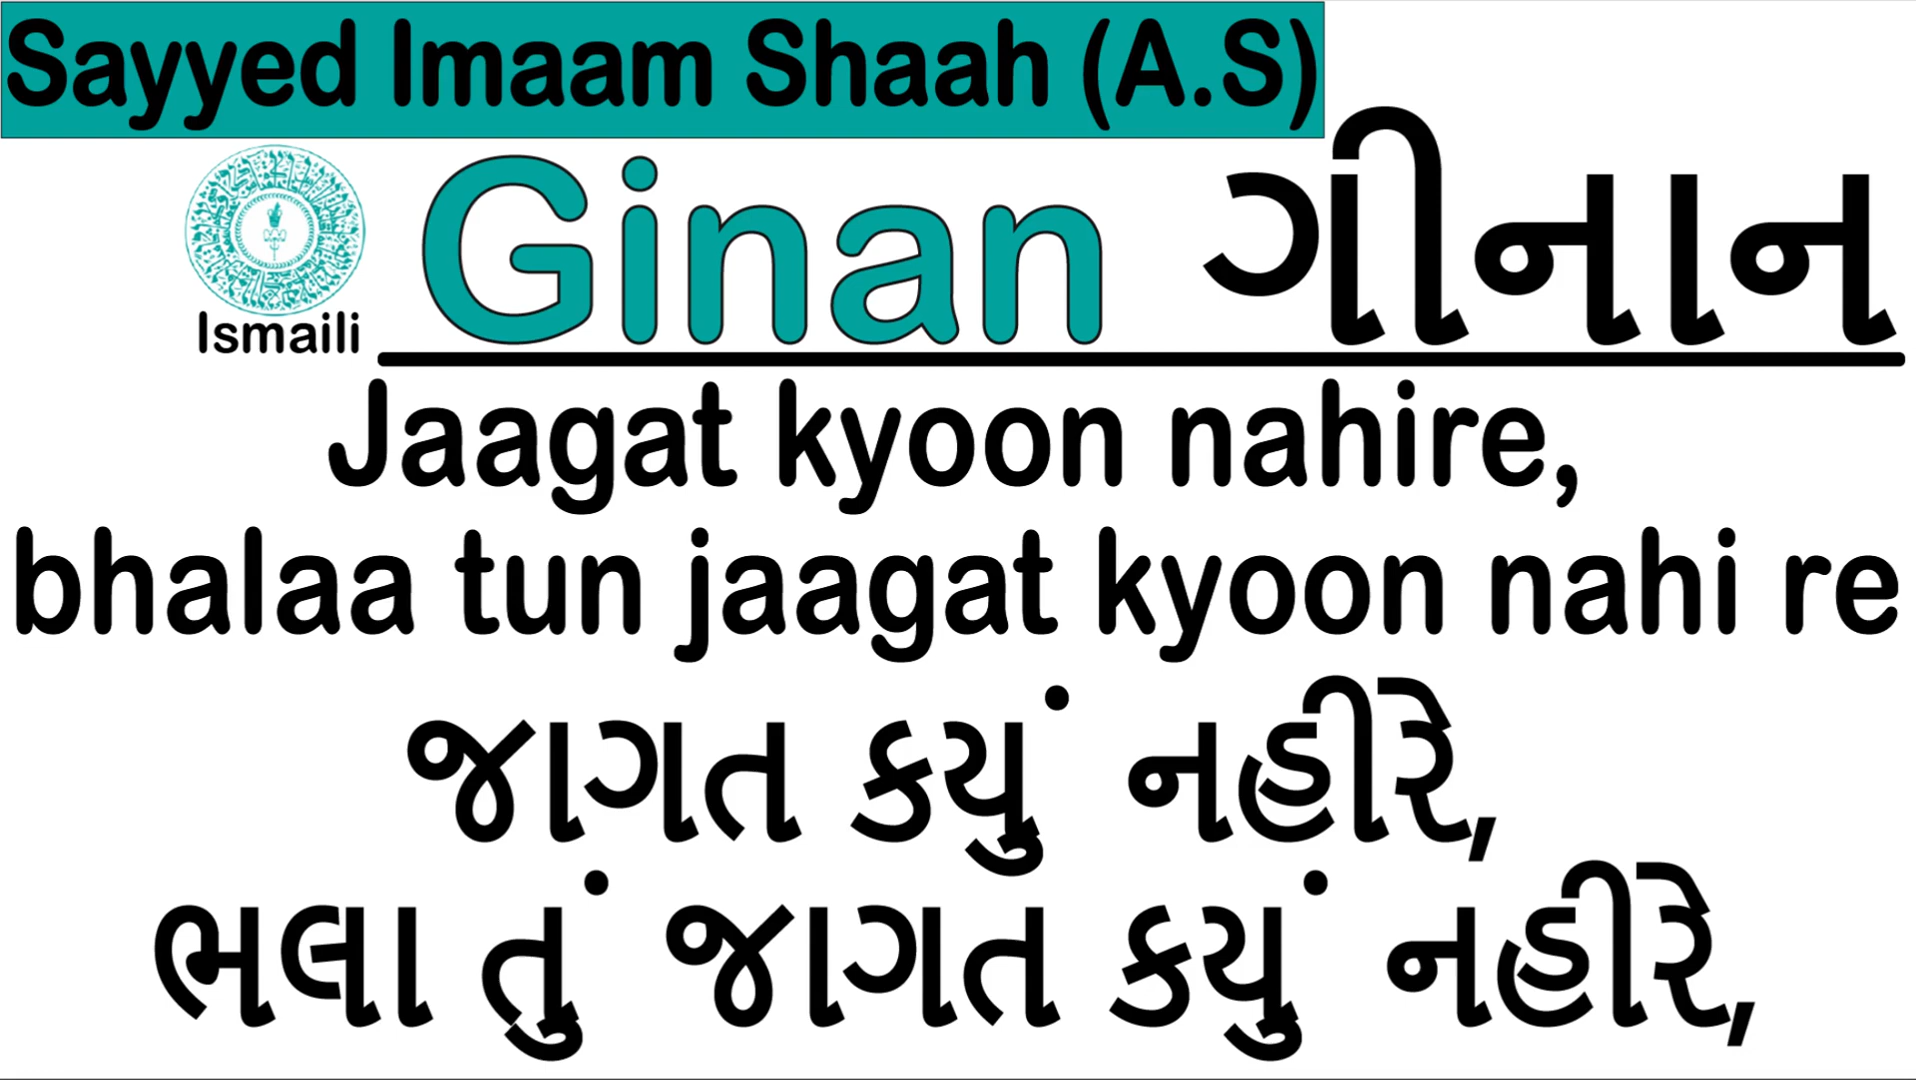 Sayyed Imaam Shaah (A.S)
Ginan ગીનાન
Ismaili
Jaagat kyoon nahire,
bhalaa tun jaagat kyoon nahi re
જાગત કયું નહીરે,
ભલા તું જાગત કયું નહીરે,